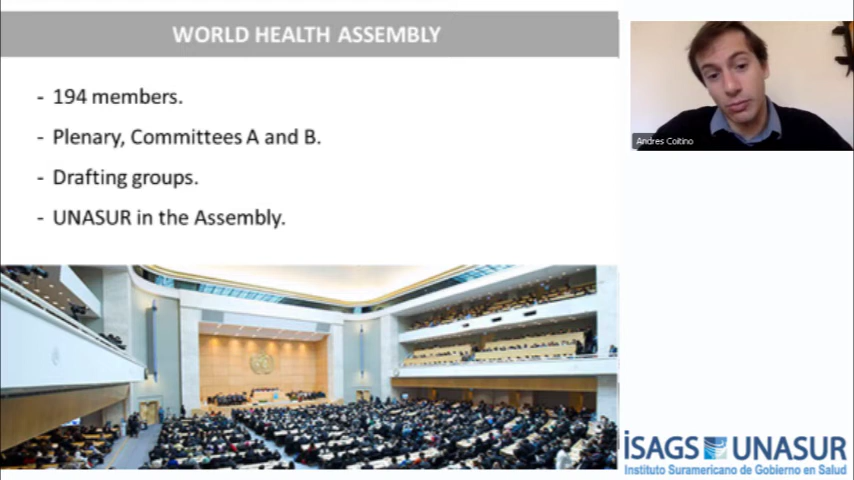 WORLD HEALTH ASSEMBLY
- 194 members.
- Plenary, Committees A and B.
- Drafting groups.
- UNASUR in the Assembly.
Andres Coitino
iSAGS UNASUR
Instituto Suramericano de Gobierno en Salud